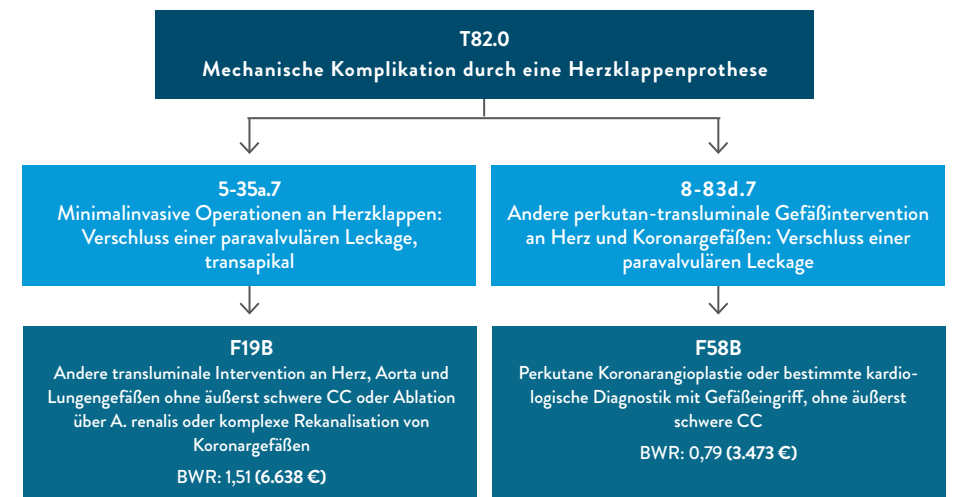 T82.0
Mechanische Komplikation durch eine Herzklappenprothese
5-35a.7
Minimalinvasive Operationen an Herzklappen:
Verschluss einer paravalvulären Leckage,
transapikal
8-83d.7
Andere perkutan-transluminale Gefäßintervention
an Herz und Koronargefäßen: Verschluss einer
paravalvulären Leckage
F19B
Andere transluminale Intervention an Herz, Aorta und
Lungengefäßen ohne äußerst schwere CC oder Ablation
über A. renalis oder komplexe Rekanalisation von
Koronargefäßen
BWR: 1,51 (6.638 €)
F58B
Perkutane Koronarangioplastie oder bestimmte kardio-
logische Diagnostik mit Gefäßeingriff, ohne äußerst
schwere CC
BWR: 0,79 (3.473 €)